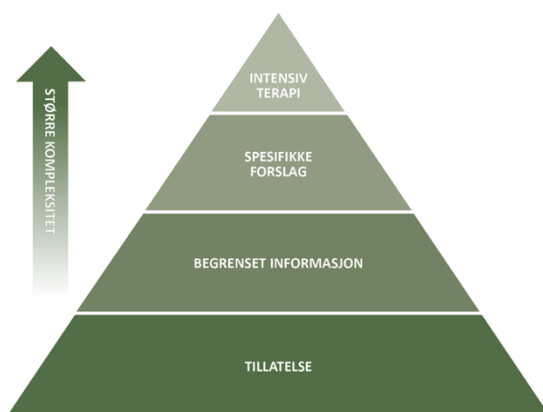 STØRRE KOMPLEKSITET
INTENSIV
TERAPI
SPESIFIKKE
FORSLAG
BEGRENSET INFORMASJON
TILLATELSE